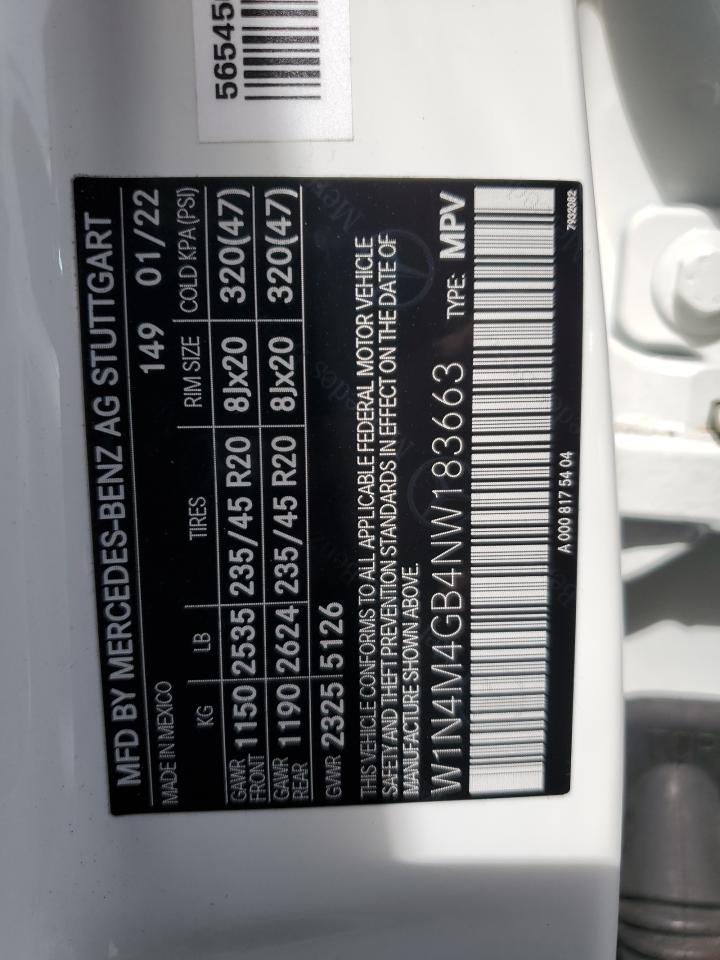 56545
MFD BY MERCEDES-BENZ AG STUTTGART
MADE IN MEXICO 149 01/22
KG LB TIRES RIM SIZE COLD KPA(PSI)
GAWR FRONT 1150 2535 235/45 R20 8Jx20 320(47)
GAWR REAR 1190 2624 235/45 R20 8Jx20 320(47)
GVWR 2325 5126
THIS VEHICLE CONFORMS TO ALL APPLICABLE FEDERAL MOTOR VEHICLE
SAFETY AND THEFT PREVENTION STANDARDS IN EFFECT ON THE DATE OF
MANUFACTURE SHOWN ABOVE.
W1N4M4GB4NW183663 TYPE: MPV
A 000 817 54 04 7932082